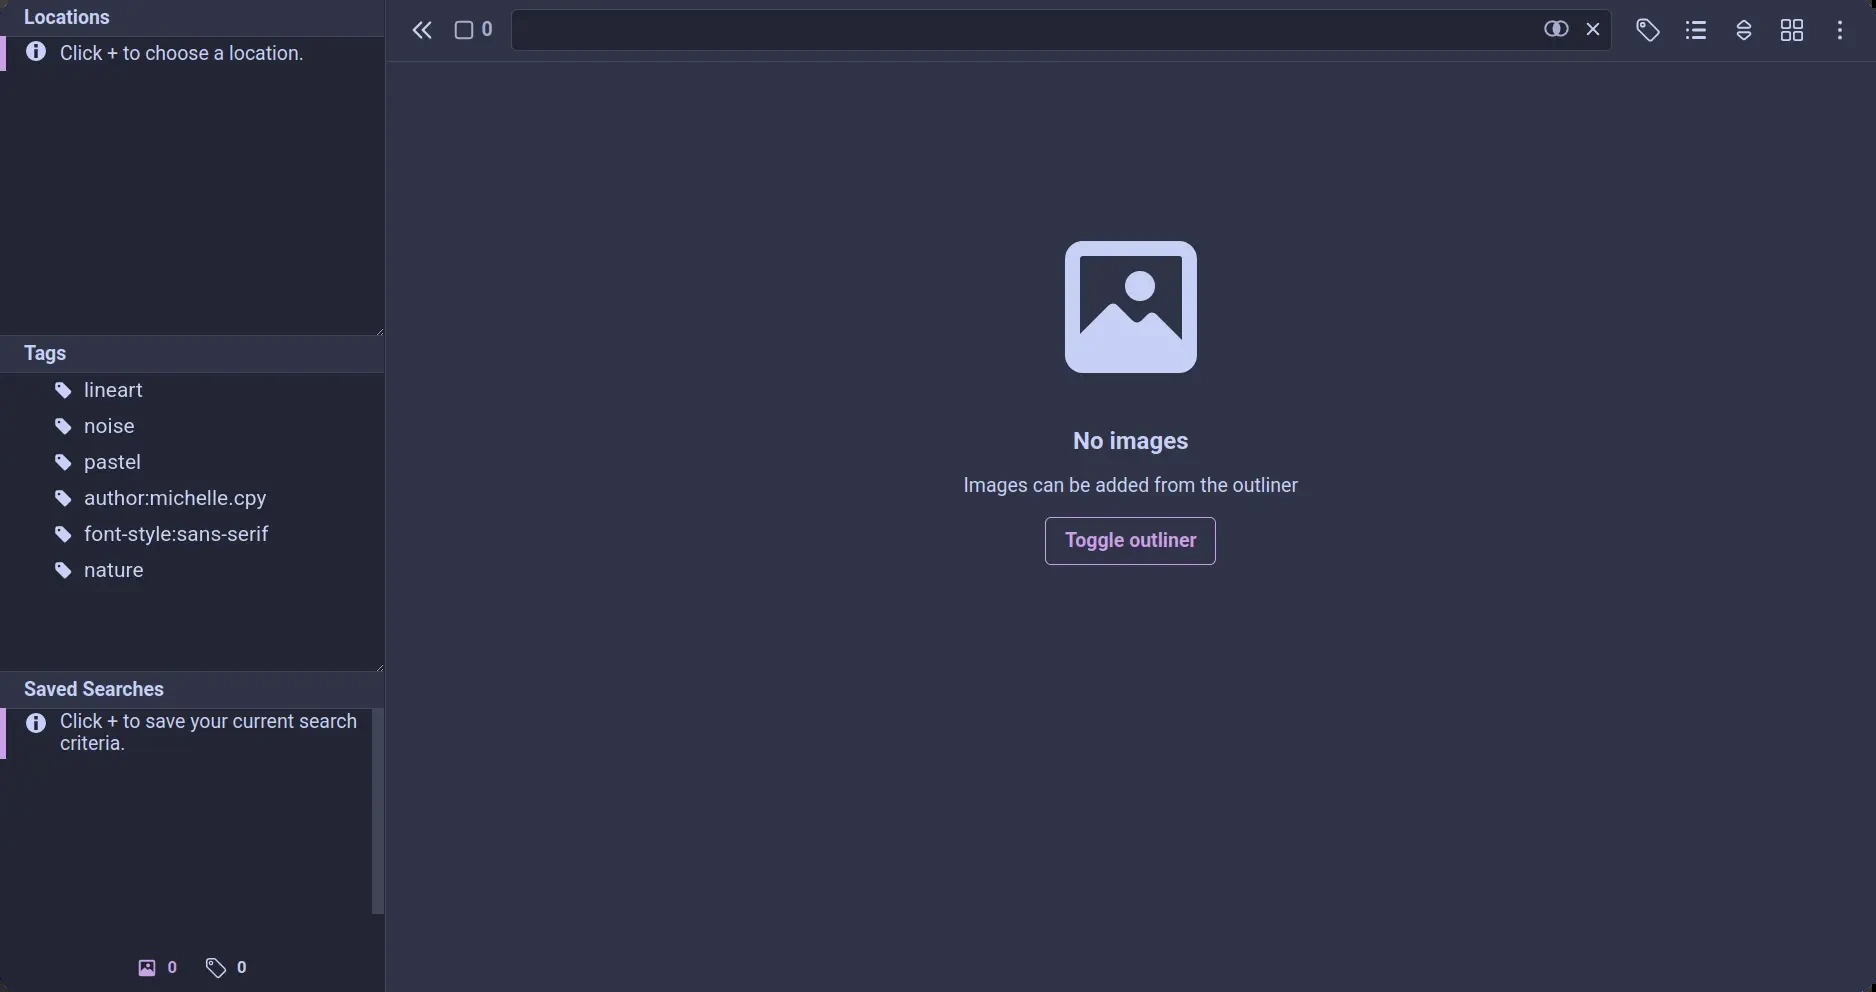 Locations
Click + to choose a location.
0
Tags
lineart
noise
pastel
author:michelle.cpy
font-style:sans-serif
nature
Saved Searches
Click + to save your current search
criteria.
0 0
No images
Images can be added from the outliner
Toggle outliner